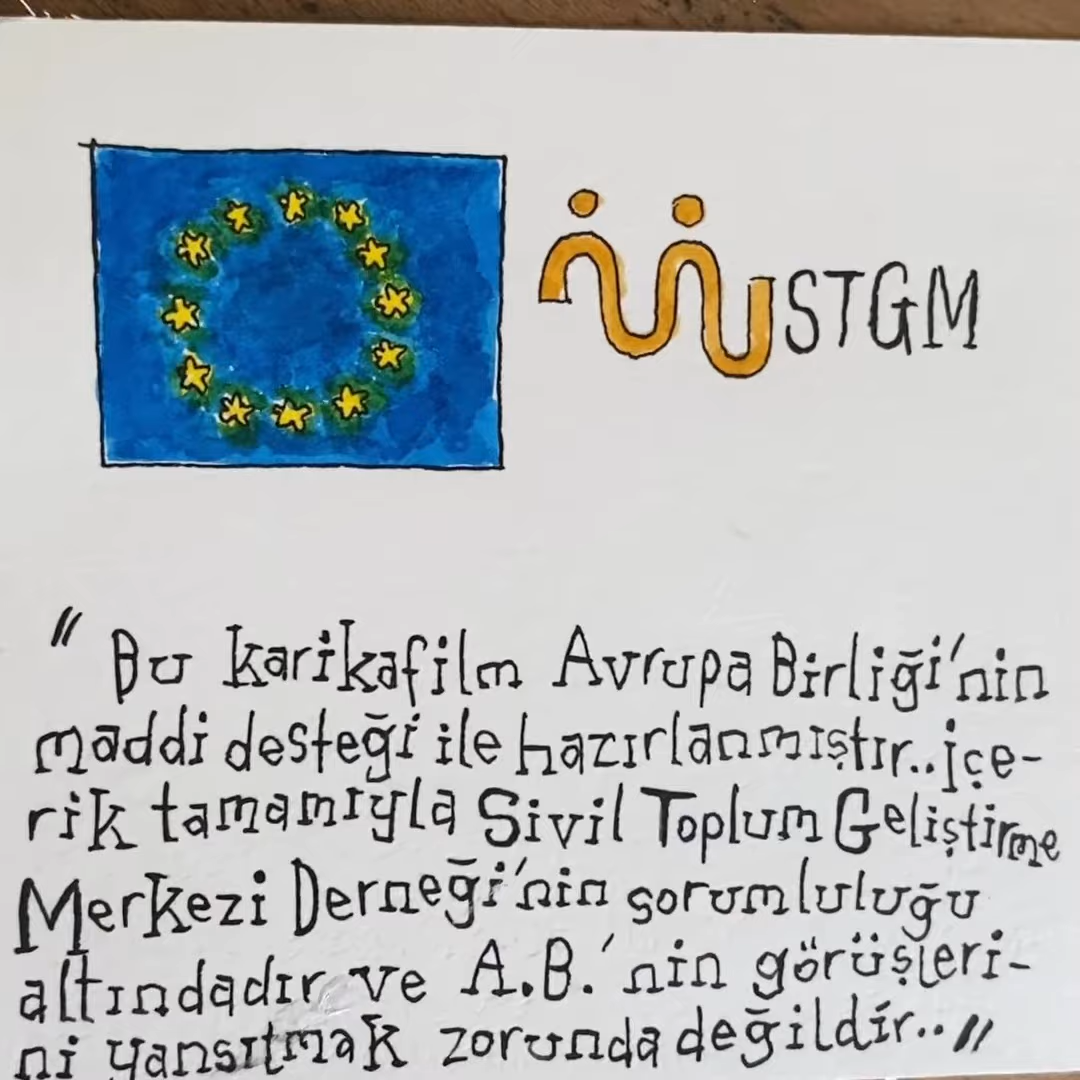 STGM
" Bu karikafilm Avrupa Birliği'nin
maddi desteği ile hazırlanmıştır.. içe-
rik tamamıyla Sivil Toplum Geliştirme
Merkezi Derneği'nin sorumluluğu
altındadır ve A.B.'nin görüşleri-
ni yansıtmak zorunda değildir.. "